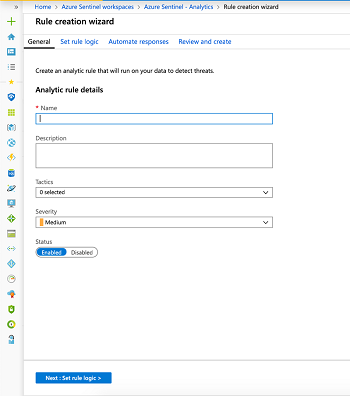 Home > Azure Sentinel workspaces > Azure Sentinel - Analytics > Rule creation wizard
Rule creation wizard
General Set rule logic Automate responses Review and create
Create an analytic rule that will run on your data to detect threats.
Analytic rule details
* Name
Description
Tactics
0 selected
Severity
Medium
Status
Enabled Disabled
Next : Set rule logic >